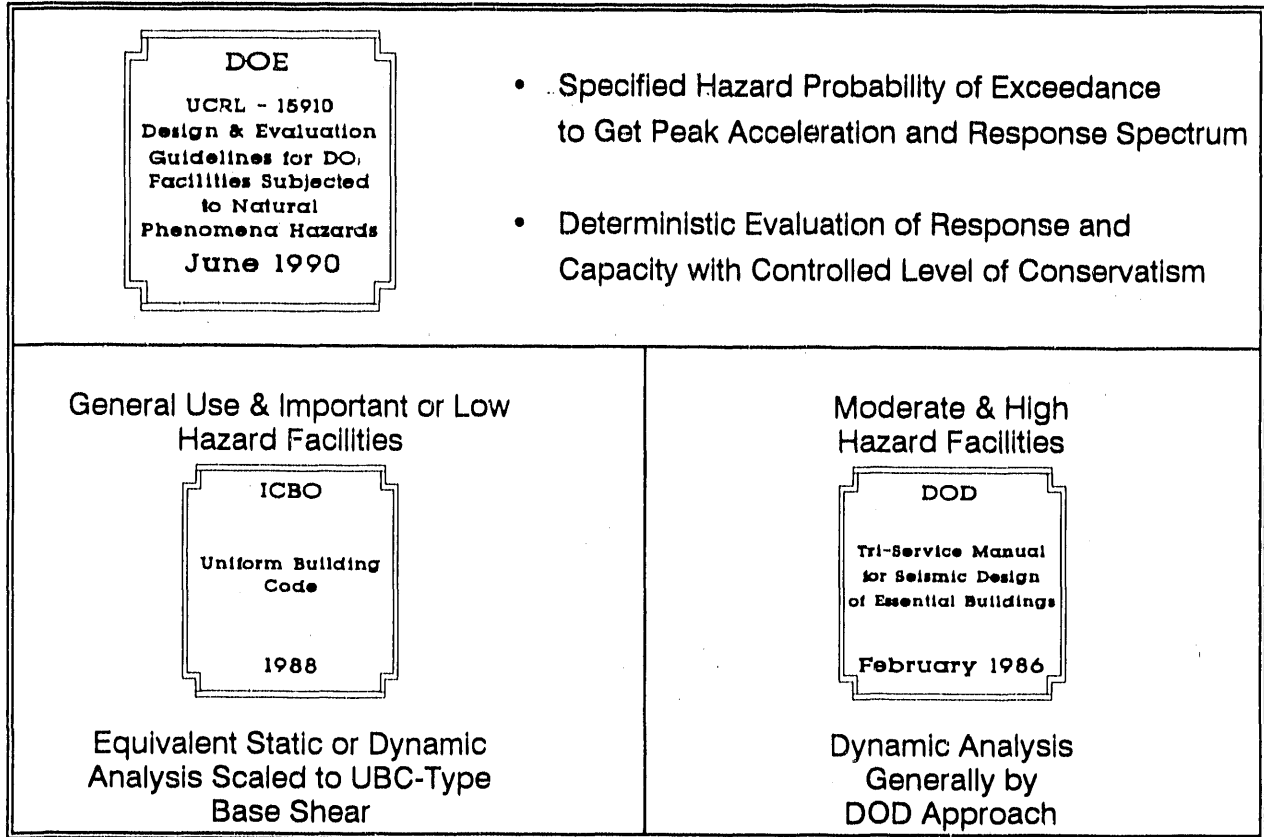 DOE
UCRL - 15910
Design & Evaluation
Guidelines for DO
Facilities Subjected
to Natural
Phenomena Hazards
June 1990
• Specified Hazard Probability of Exceedance
to Get Peak Acceleration and Response Spectrum
• Deterministic Evaluation of Response and
Capacity with Controlled Level of Conservatism
General Use & Important or Low
Hazard Facilities
ICBO
Uniform Building
Code
1988
Equivalent Static or Dynamic
Analysis Scaled to UBC-Type
Base Shear
Moderate & High
Hazard Facilities
DOD
Tri-Service Manual
for Seismic Design
of Essential Buildings
February 1986
Dynamic Analysis
Generally by
DOD Approach